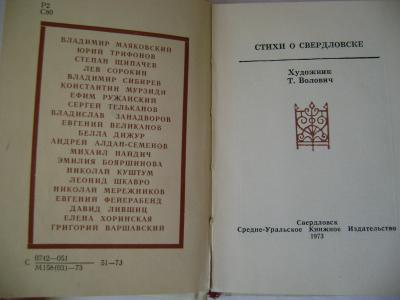 Р2
С80
ВЛАДИМИР МАЯКОВСКИЙ
ЮРИЙ ТРИФОНОВ
СТЕПАН ЩИПАЧЕВ
ЛЕВ СОРОКИН
ВЛАДИМИР СИБИРЕВ
КОНСТАНТИН МУРЗИДИ
ЕФИМ РУЖАНСКИЙ
СЕРГЕЙ ТЕЛЬКАНОВ
ВЛАДИСЛАВ ЗАНАДВОРОВ
ЕВГЕНИЙ ВЕЛИКАНОВ
БЕЛЛА ДИЖУР
АНДРЕЙ АЛДАН-СЕМЕНОВ
МИХАИЛ НАЙДИЧ
ЭМИЛИЯ БОЯРШИНОВА
НИКОЛАЙ КУШТУМ
ЛЕОНИД ШКАВРО
НИКОЛАЙ МЕРЕЖНИКОВ
ЕВГЕНИЙ ФЕЙЕРАБЕНД
ДАВИД ЛИВШИЦ
ЕЛЕНА ХОРИНСКАЯ
ГРИГОРИЙ ВАРШАВСКИЙ
С 0742—051 51—73
М158(03)—73
СТИХИ О СВЕРДЛОВСКЕ
Художник
Т. Волович
Свердловск
Средне-Уральское Книжное Издательство
1973